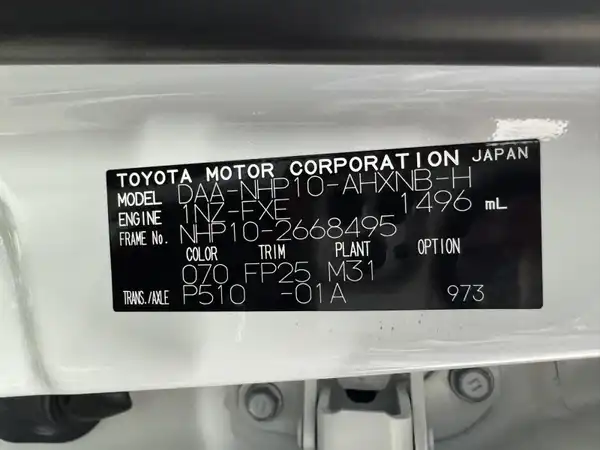 TOYOTA MOTOR CORPORATION JAPAN
MODEL DAA-NHP10-AHXNB-H
ENGINE 1NZ-FXE 1496 mL
FRAME No. NHP10-2668495
COLOR TRIM PLANT OPTION
070 FP25 M31
TRANS./AXLE P510 -01A 973